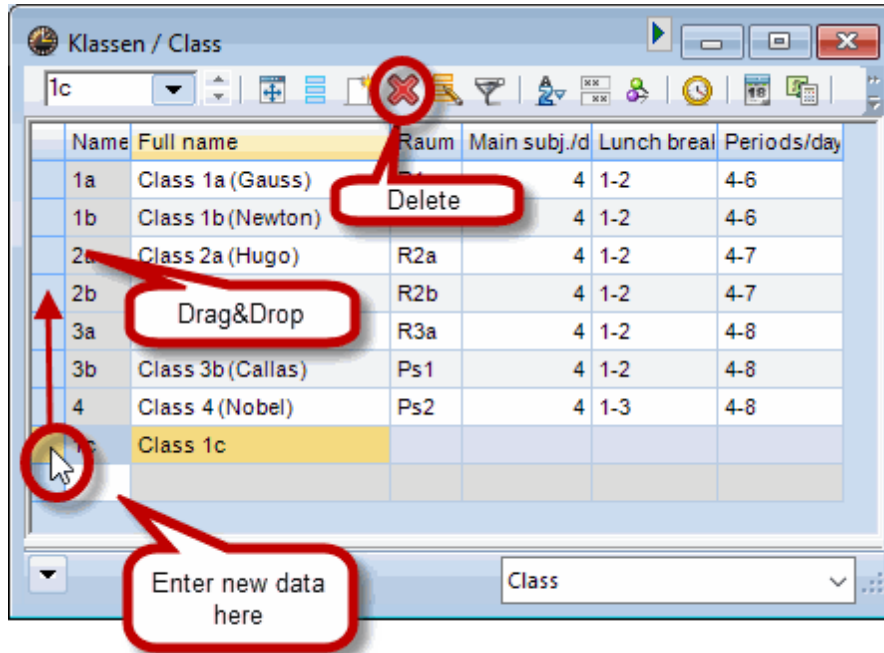 Klassen / Class
1c
Name Full name Raum Main subj./d Lunch break Periods/day
1a Class 1a (Gauss) 4 1-2 4-6
Delete
1b Class 1b (Newton) 4 1-2 4-6
2a Class 2a (Hugo) R2a 4 1-2 4-7
2b R2b 4 1-2 4-7
Drag&Drop
3a R3a 4 1-2 4-8
3b Class 3b (Callas) Ps1 4 1-2 4-8
4 Class 4 (Nobel) Ps2 4 1-3 4-8
1c Class 1c
Class
Enter new data
here